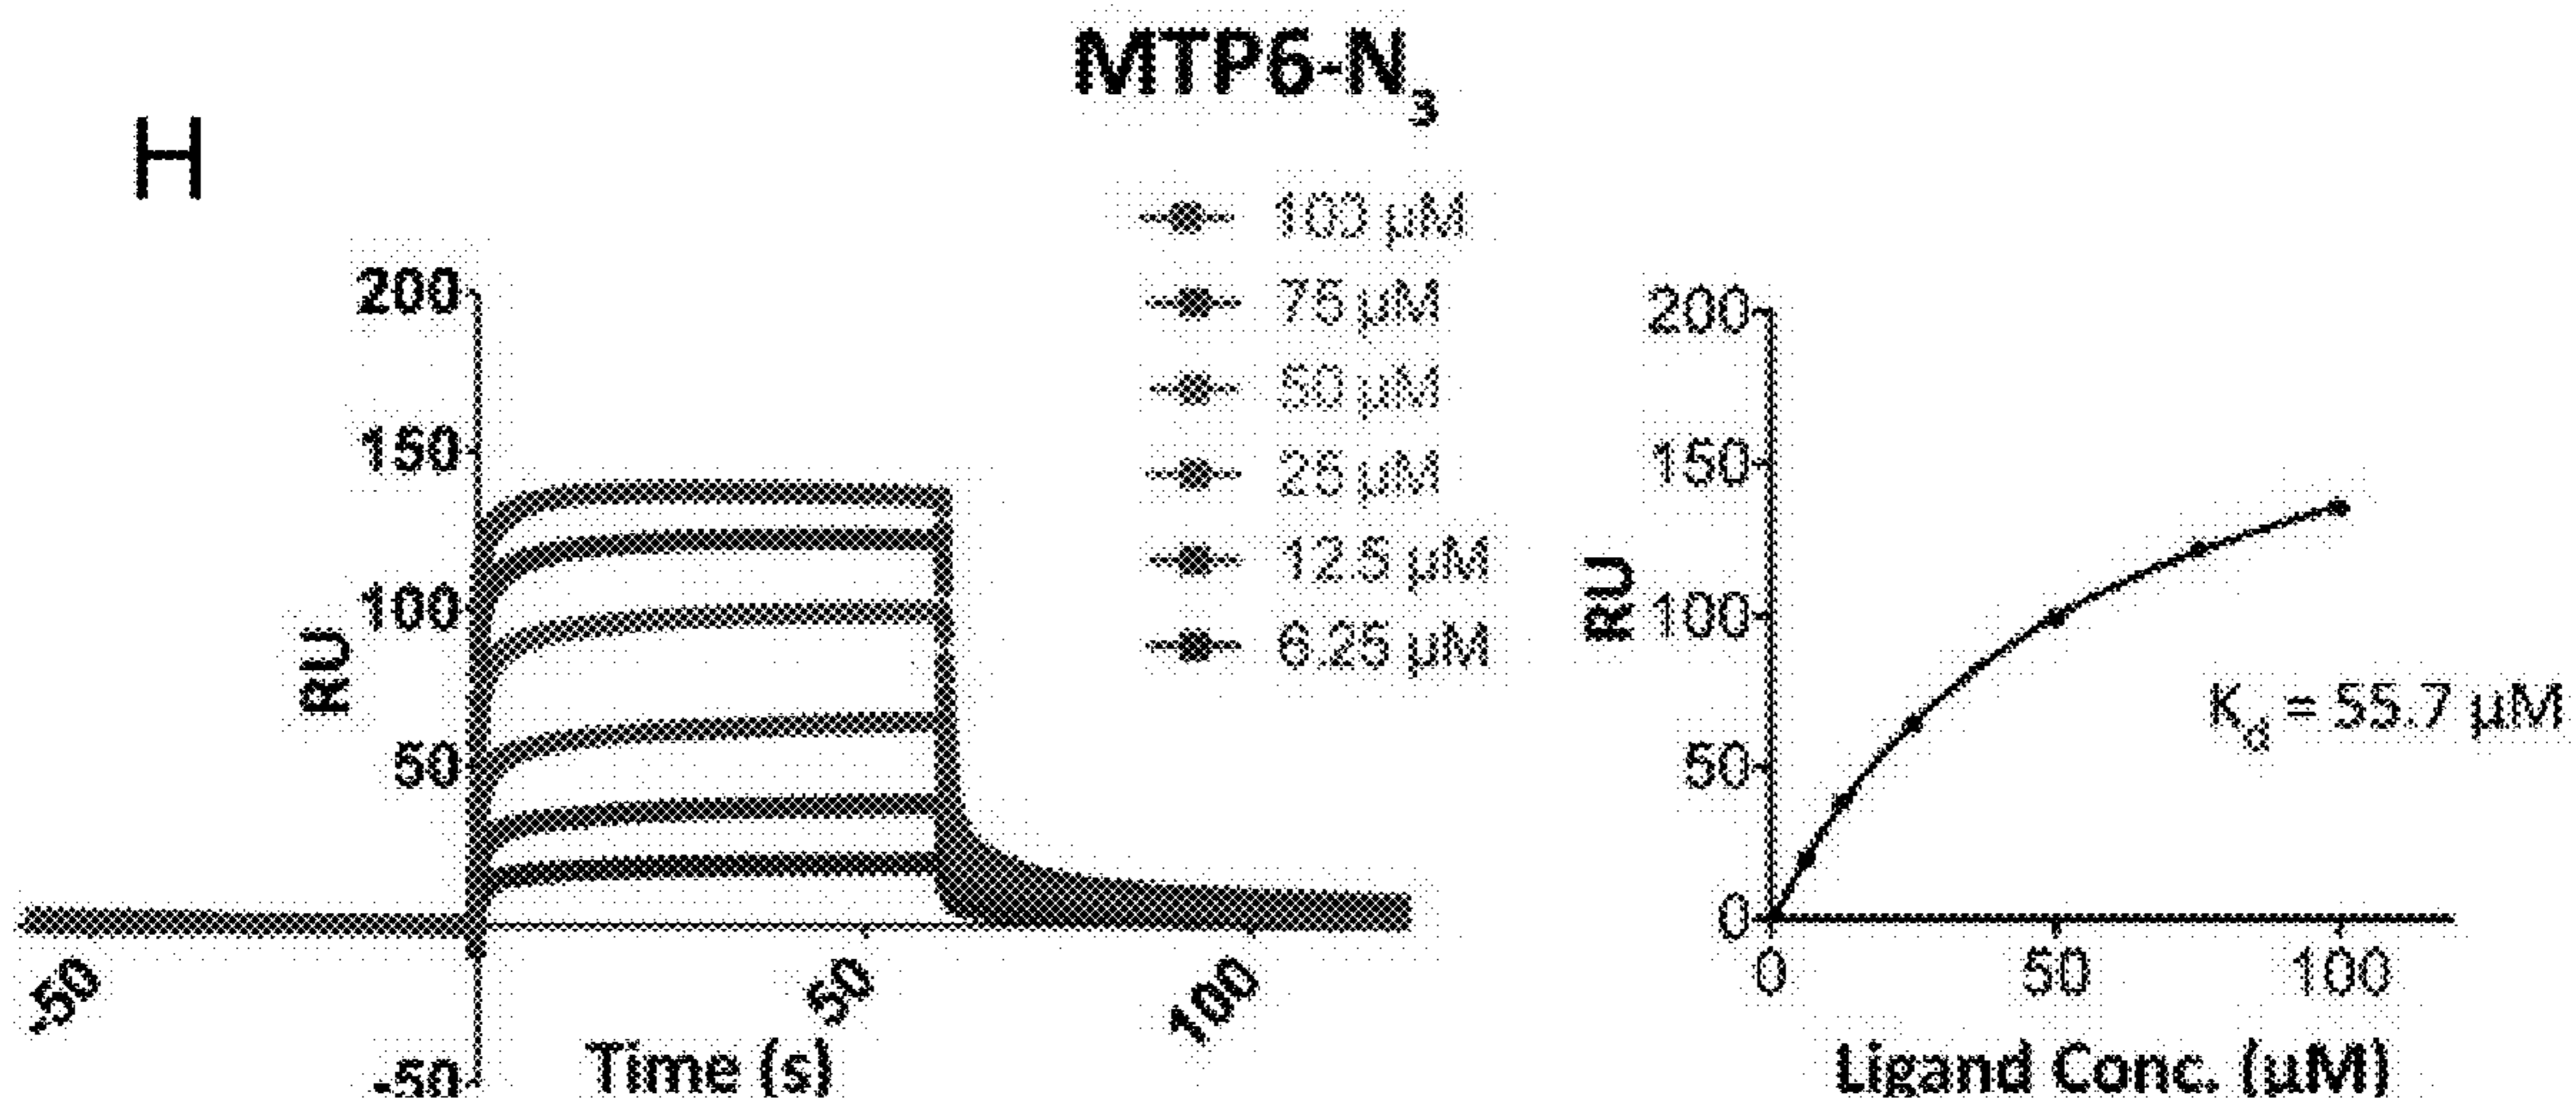 MTP6-N₃
H
100 µM
75 µM
50 µM
25 µM
12.5 µM
6.25 µM
200
150
100
50
-50
RU
-50
50
100
Time (s)
200
150
100
50
0
RU
K_d = 55.7 µM
0
50
100
Ligand Conc. (µM)